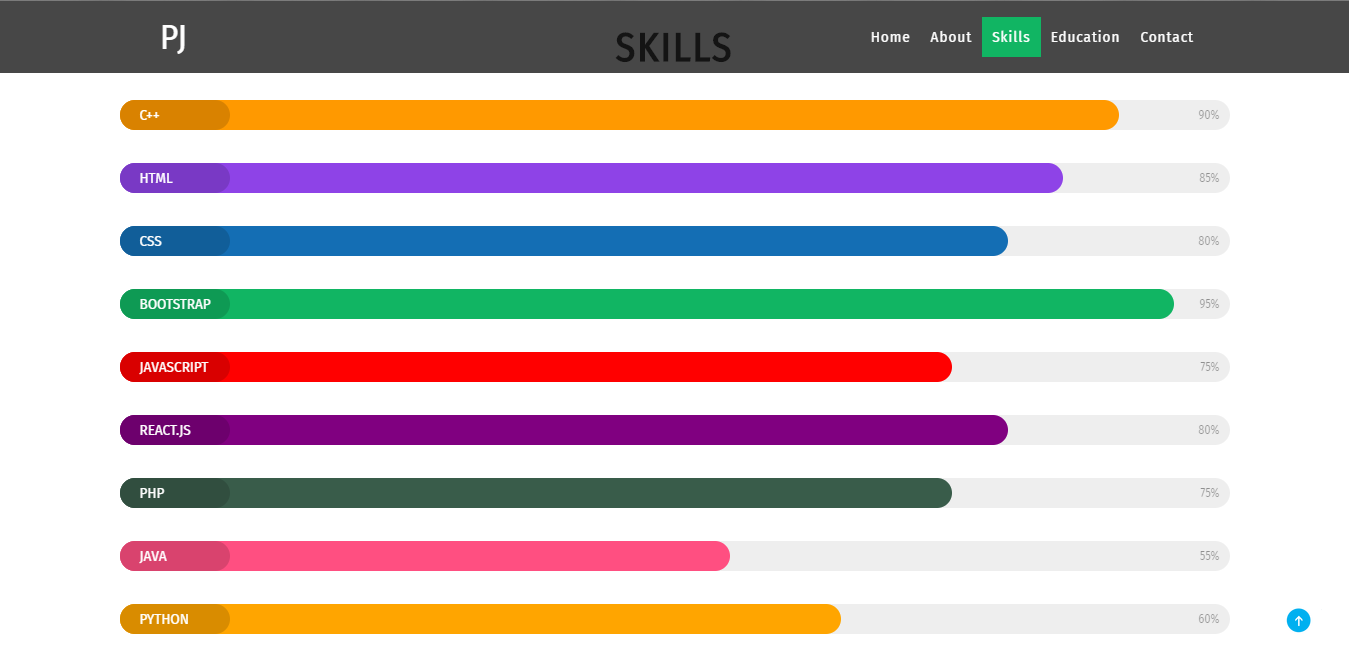 PJ
SKILLS
Home About Skills Education Contact
C++ 90%
HTML 85%
CSS 80%
BOOTSTRAP 95%
JAVASCRIPT 75%
REACT.JS 80%
PHP 75%
JAVA 55%
PYTHON 60%